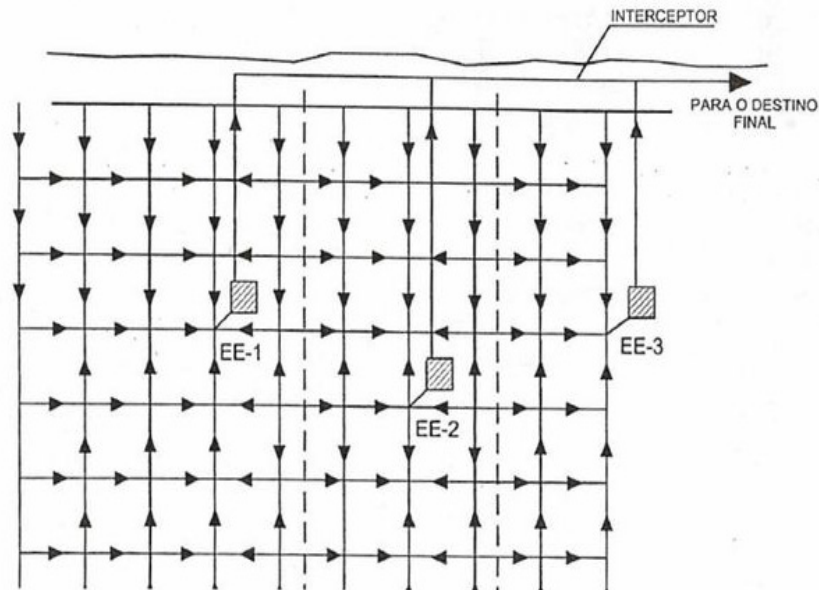 INTERCEPTOR
PARA O DESTINO
FINAL
EE-1
EE-3
EE-2